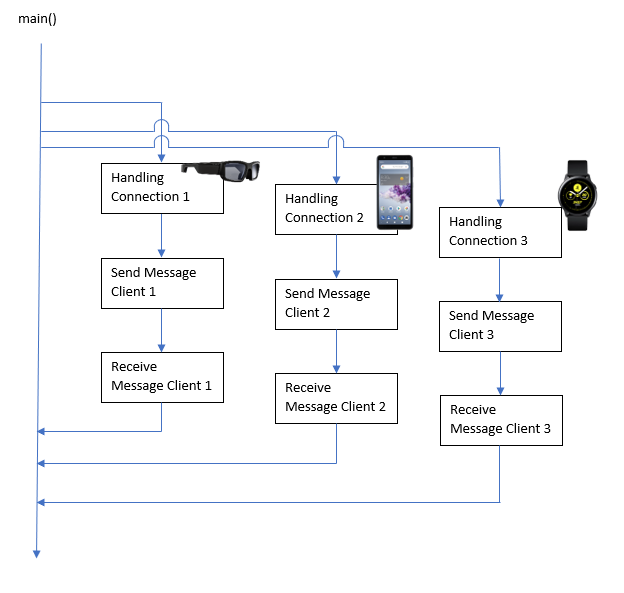 main()
Handling
Connection 1
Handling
Connection 2
Handling
Connection 3
Send Message
Client 1
Send Message
Client 2
Send Message
Client 3
Receive
Message Client 1
Receive
Message Client 2
Receive
Message Client 3